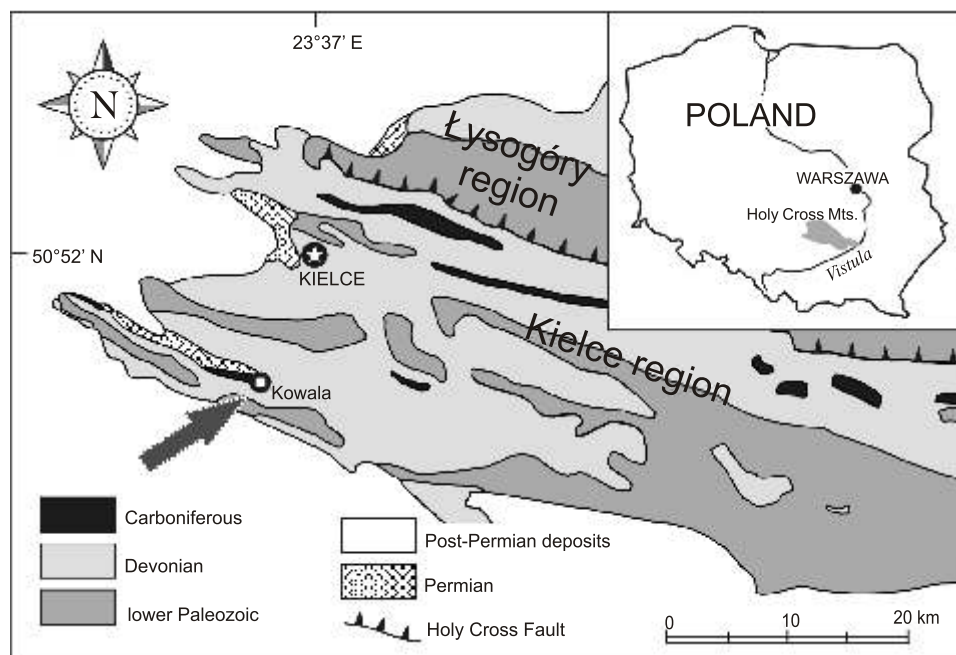 23°37' E
N
Łysogóry
region
POLAND
WARSZAWA
Holy Cross Mts.
Vistula
50°52' N
KIELCE
Kielce region
Kowala
Carboniferous
Devonian
lower Paleozoic
Post-Permian deposits
Permian
Holy Cross Fault
0 10 20 km